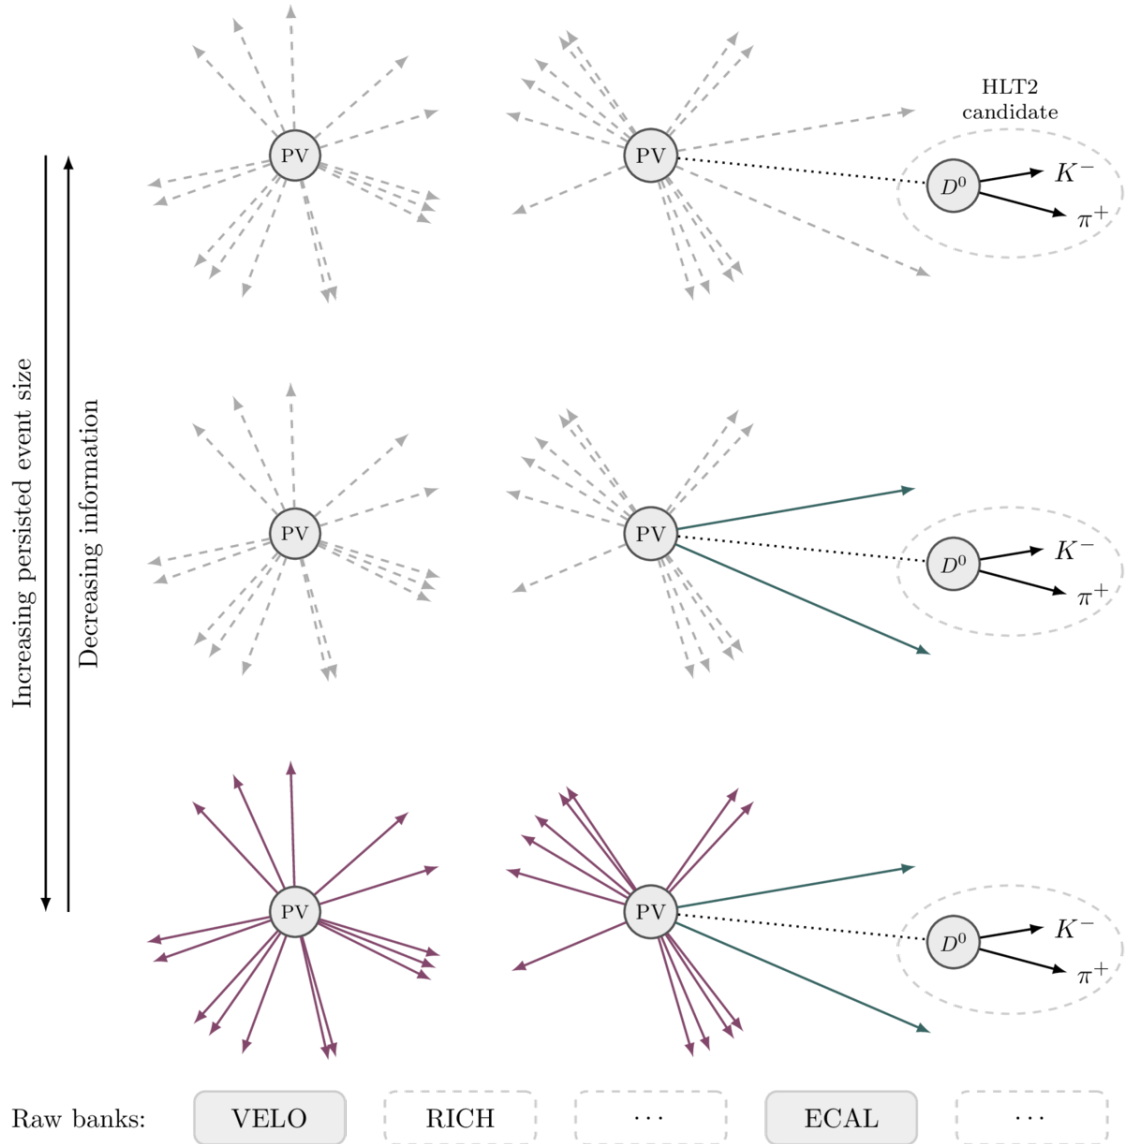 HLT2
candidate
PV
PV
D⁰
K⁻
π⁺
Increasing persisted event size
Decreasing information
PV
PV
D⁰
K⁻
π⁺
PV
PV
D⁰
K⁻
π⁺
Raw banks: VELO RICH ... ECAL ...